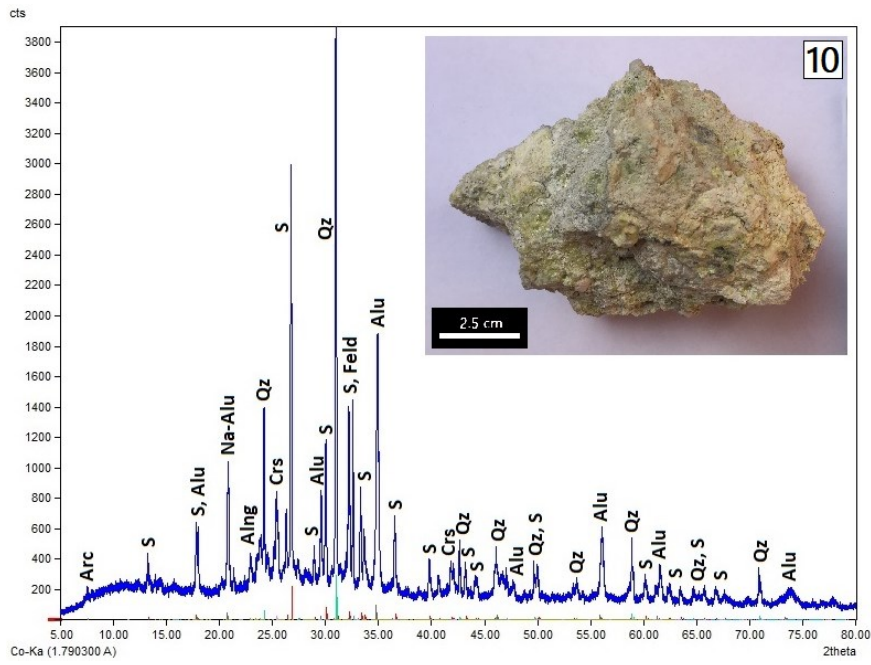 cts
3800
3600
3400
3200
3000
2800
2600
2400
2200
2000
1800
1600
1400
1200
1000
800
600
400
200
10
2.5 cm
Arc
S
S, Alu
Na-Alu
Alng
Qz
Crs
S
S
Alu
S
Qz
S, Feld
S
Alu
S
S
Crs
Qz
S
S
Qz
Alu
Qz, S
Qz
Alu
Qz
S
Alu
S
Qz, S
S
Qz
Alu
5.00 10.00 15.00 20.00 25.00 30.00 35.00 40.00 45.00 50.00 55.00 60.00 65.00 70.00 75.00 80.00
Co-Ka (1.790300 A) 2theta